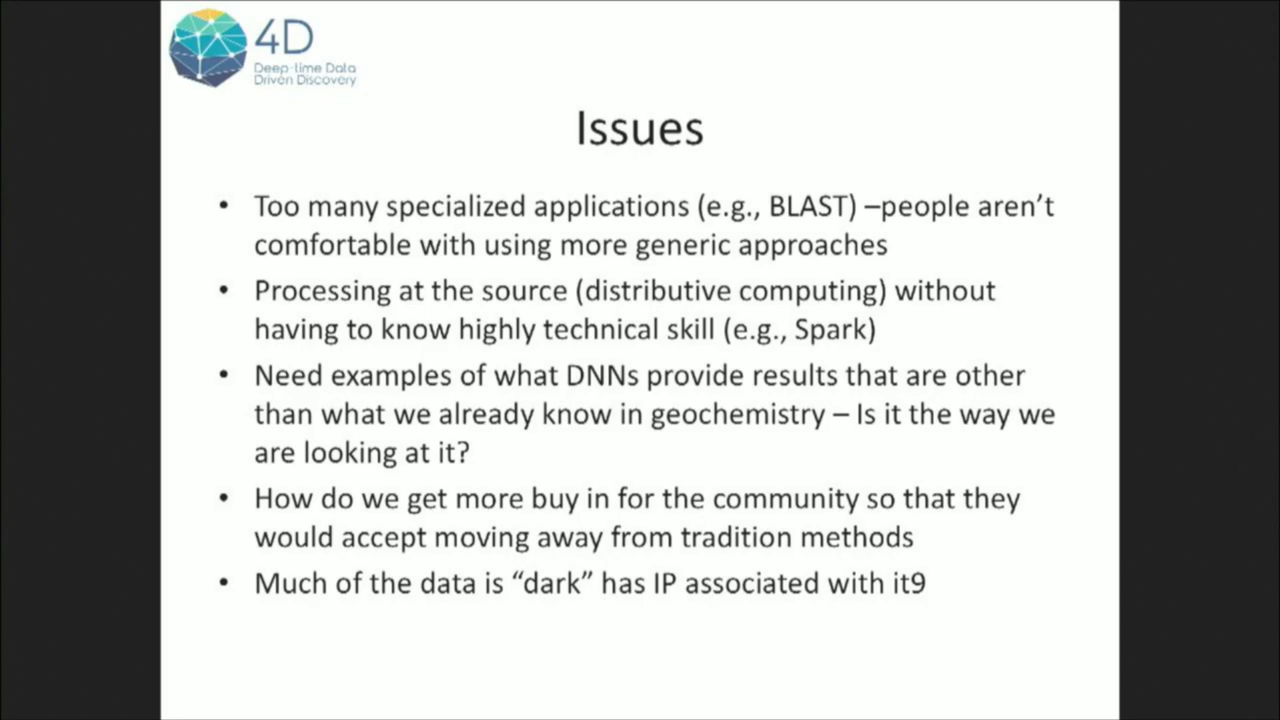 4D
Deep-time Data
Driven Discovery
Issues
• Too many specialized applications (e.g., BLAST) –people aren’t
comfortable with using more generic approaches
• Processing at the source (distributive computing) without
having to know highly technical skill (e.g., Spark)
• Need examples of what DNNs provide results that are other
than what we already know in geochemistry – Is it the way we
are looking at it?
• How do we get more buy in for the community so that they
would accept moving away from tradition methods
• Much of the data is “dark” has IP associated with it9